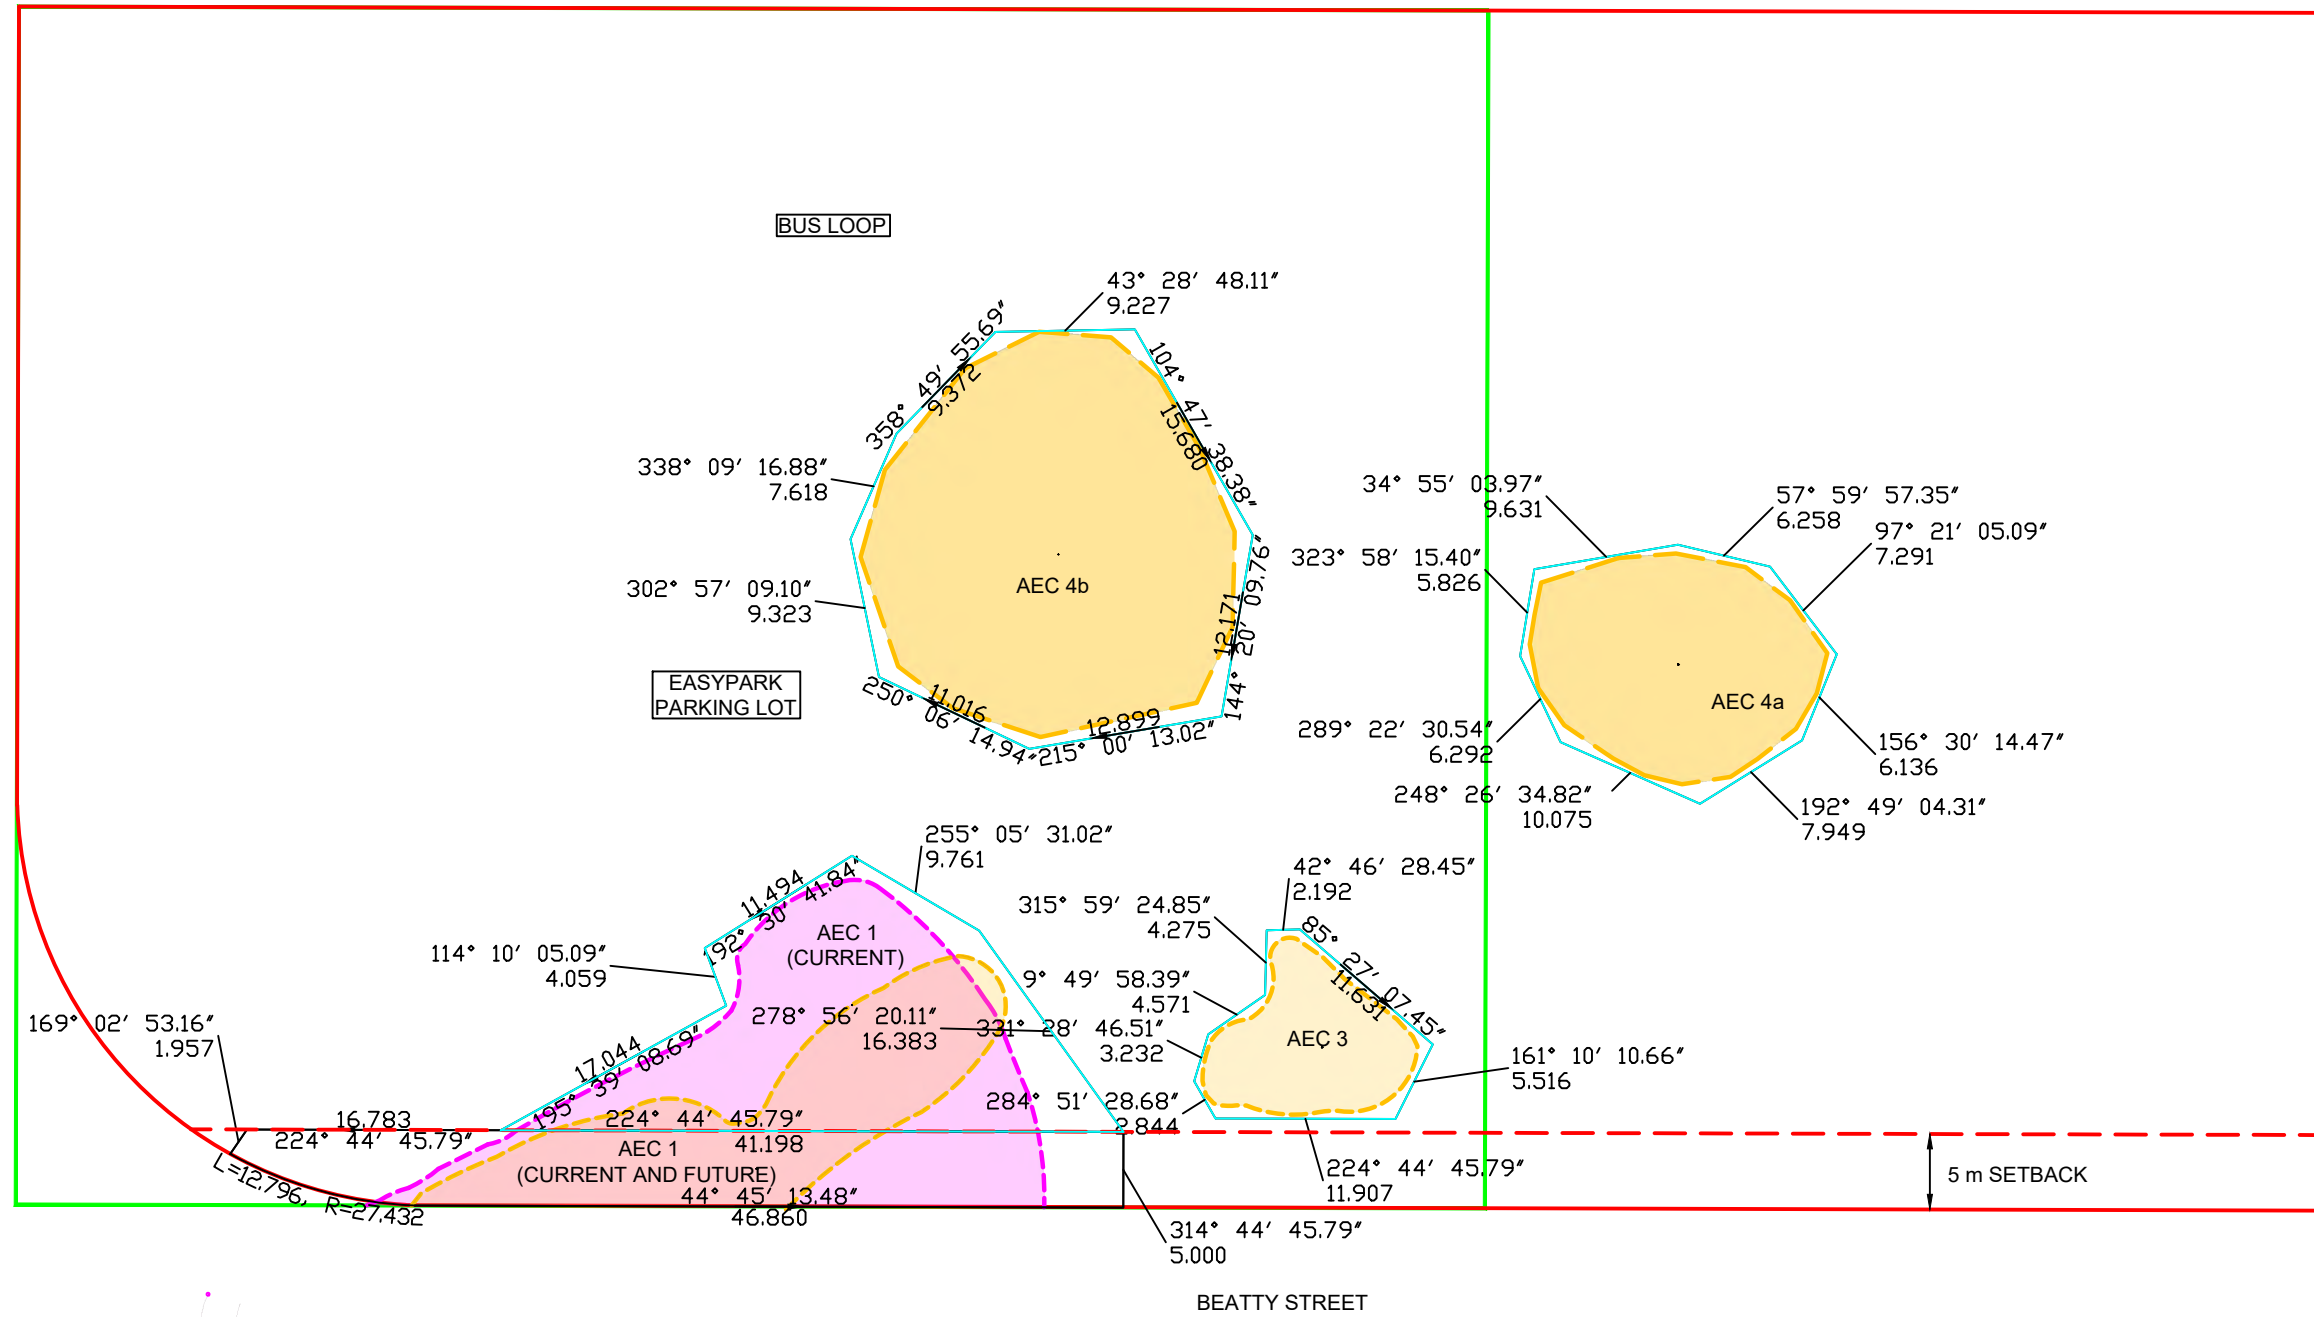 BUS LOOP
43° 28′ 48.11″
9.227
358° 49′ 55.69″
9.372
104° 47′ 38.38″
15.680
338° 09′ 16.88″
7.618
302° 57′ 09.10″
9.323
AEC 4b
144° 20′ 09.76″
12.171
250° 06′ 14.94″
11.016
215° 00′ 13.02″
12.899
EASYPARK
PARKING LOT
34° 55′ 03.97″
9.631
57° 59′ 57.35″
6.258
97° 21′ 05.09″
7.291
323° 58′ 15.40″
5.826
AEC 4a
289° 22′ 30.54″
6.292
248° 26′ 34.82″
10.075
156° 30′ 14.47″
6.136
192° 49′ 04.31″
7.949
255° 05′ 31.02″
9.761
11.494
192° 30′ 41.84″
AEC 1
(CURRENT)
114° 10′ 05.09″
4.059
278° 56′ 20.11″
16.383
17.044
195° 39′ 08.69″
169° 02′ 53.16″
1.957
16.783
224° 44′ 45.79″
224° 44′ 45.79″
41.198
AEC 1
(CURRENT AND FUTURE)
L=12.796, R=27.432
44° 45′ 13.48″
46.860
42° 46′ 28.45″
2.192
315° 59′ 24.85″
4.275
9° 49′ 58.39″
4.571
331° 28′ 46.51″
3.232
284° 51′ 28.68″
2.844
85° 27′ 07.45″
11.631
AEC 3
161° 10′ 10.66″
5.516
224° 44′ 45.79″
11.907
314° 44′ 45.79″
5.000
5 m SETBACK
BEATTY STREET